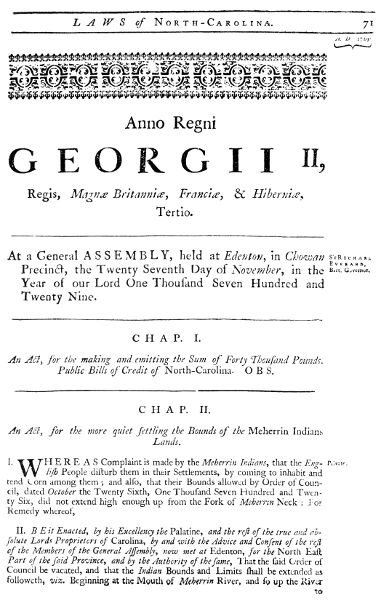 LAWS of NORTH-CAROLINA. 71
A. D. 1729.
Anno Regni
GEORGII II,
Regis, Magnæ Britanniæ, Franciæ, & Hiberniæ,
Tertio.
At a General ASSEMBLY, held at Edenton, in Chowan
Precinct, the Twenty Seventh Day of November, in the
Year of our Lord One Thouſand Seven Hundred and
Twenty Nine.
Sir RICHARD
EVERARD,
Bart. Governor.
CHAP. I.
An Act, for the making and emitting the Sum of Forty Thouſand Pounds.
Public Bills of Credit of North-Carolina. OBS.
CHAP. II.
An Act, for the more quiet ſettling the Bounds of the Meherrin Indians
Lands.
I. WHEREAS Complaint is made by the Meherrin Indians, that the Eng-
liſh People diſturb them in their Settlements, by coming to inhabit and
tend Corn among them; and alſo, that their Bounds allowed by Order of Coun-
cil, dated October the Twenty Sixth, One Thouſand Seven Hundred and Twen-
ty Six, did not extend high enough up from the Fork of Meherrin Neck: For
Remedy whereof,
II. BE it Enacted, by his Excellency the Palatine, and the reſt of the true and ab-
ſolute Lords Proprietors of Carolina, by and with the Advice and Conſent of the reſt
of the Members of the General Aſſembly, now met at Edenton, for the North Eaſt
Part of the ſaid Province, and by the Authority of the ſame, That the ſaid Order of
Council be vacated, and that the Indian Bounds and Limits ſhall be extended as
followeth, viz. Beginning at the Mouth of Meherrin River, and ſo up the River
to